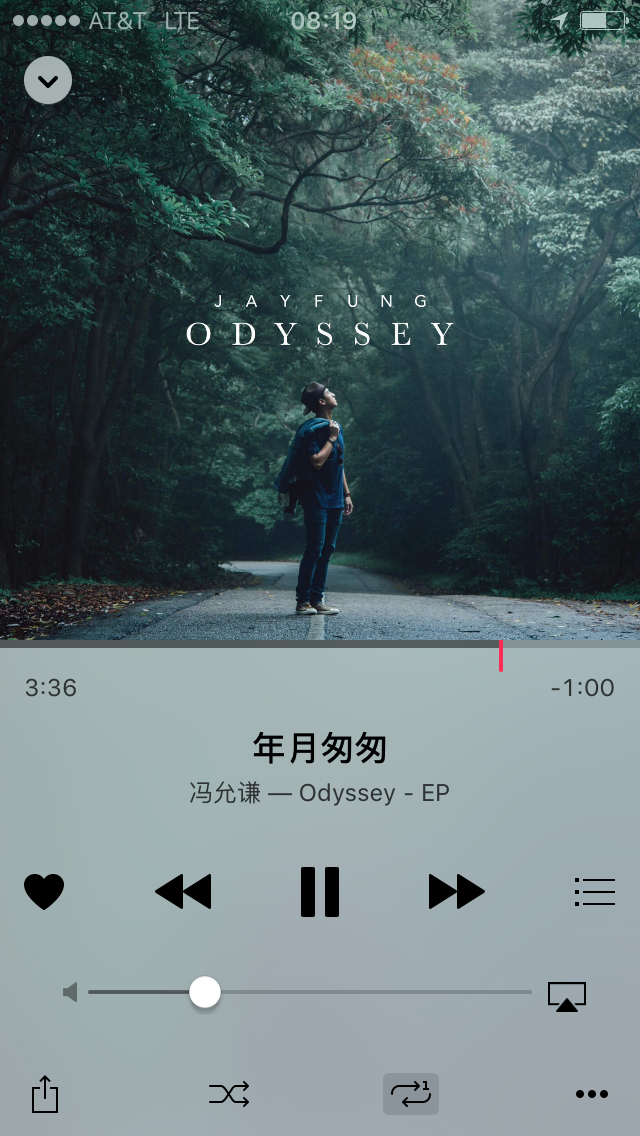 AT&T LTE 08:19
JAYFUNG
ODYSSEY
3:36 -1:00
年月匆匆
冯允谦 — Odyssey - EP
1